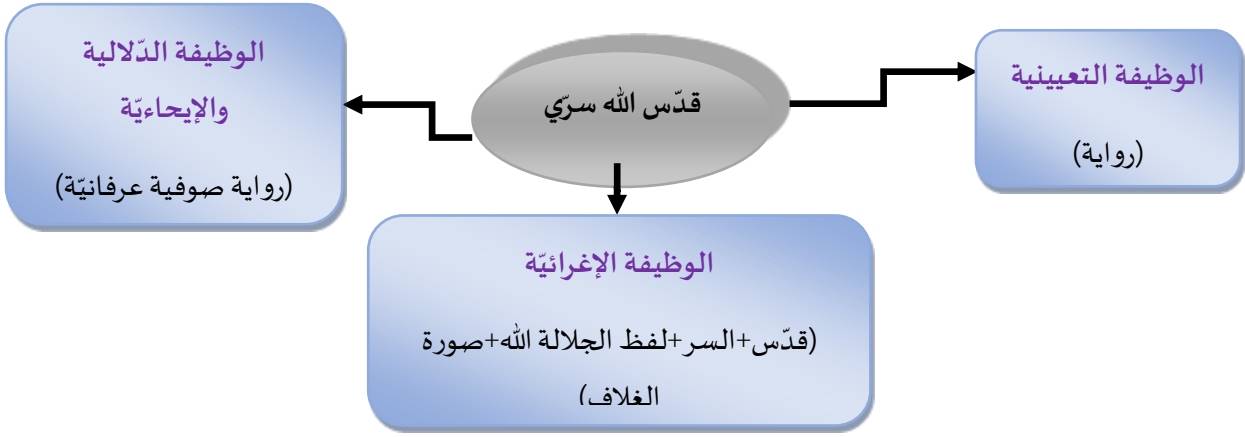 قدّس الله سرّي
الوظيفة التعيينية
(رواية)
الوظيفة الدّلالية
والإيحاءيّة
(رواية صوفية عرفانيّة)
الوظيفة الإغرائيّة
(قدّس+السر+لفظ الجلالة الله+صورة
الغلاف)